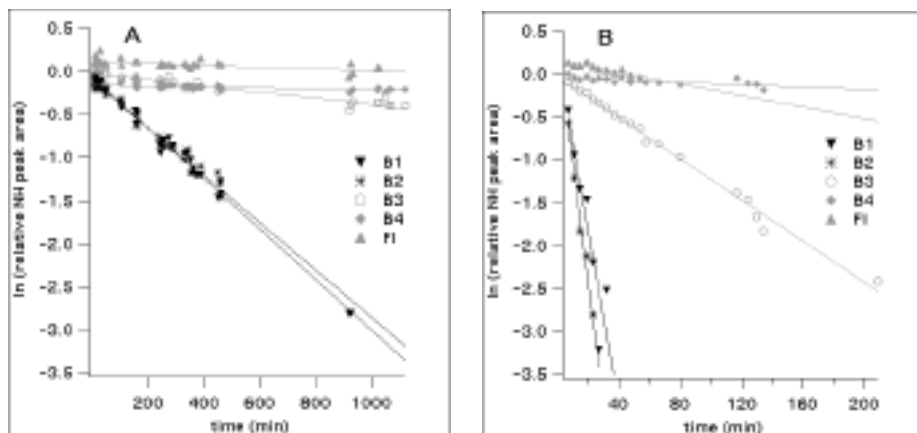 A
0.5
0.0
-0.5
-1.0
-1.5
-2.0
-2.5
-3.0
-3.5
ln (relative NH peak area)
B1
B2
B3
B4
FI
200 400 600 800 1000
time (min)
B
0.5
0.0
-0.5
-1.0
-1.5
-2.0
-2.5
-3.0
-3.5
ln (relative NH peak area)
B1
B2
B3
B4
FI
40 80 120 160 200
time (min)